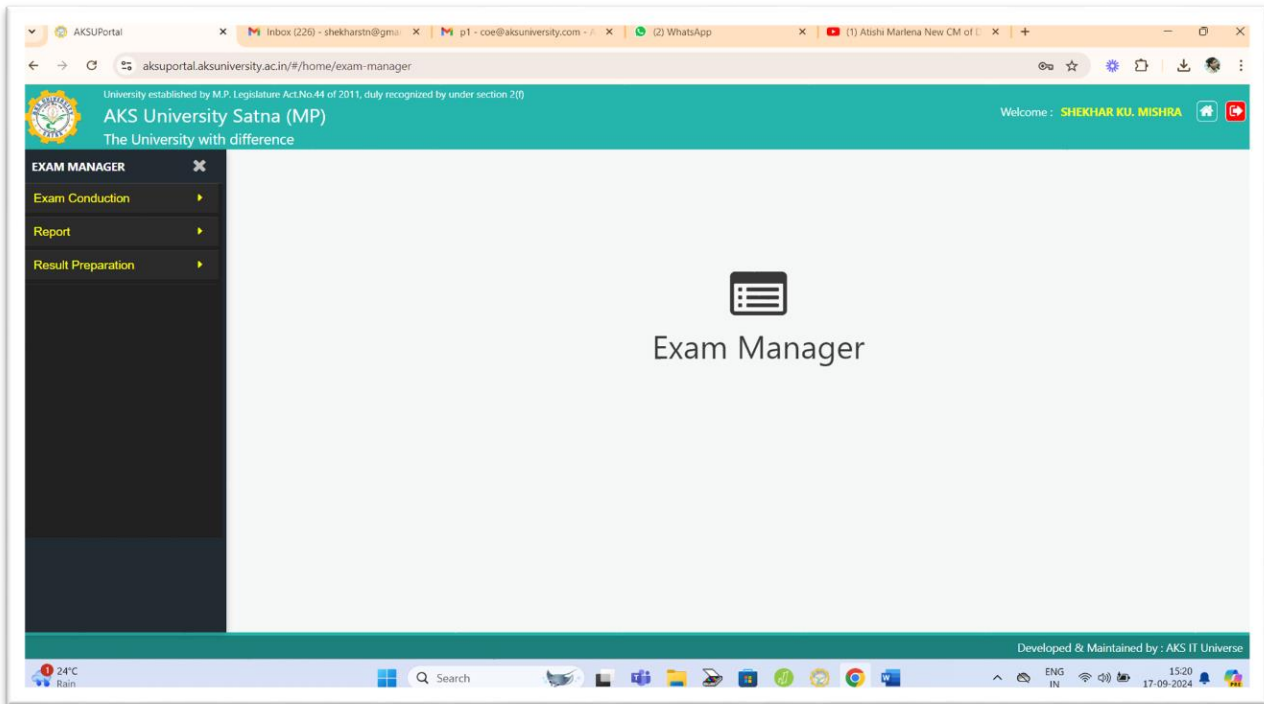 AKSUPortal
Inbox (226) - shekharstn@gmai
p1 - coe@aksuniversity.com - A
(2) WhatsApp
(1) Atishi Marlena New CM of D
aksuportal.aksuniversity.ac.in/#/home/exam-manager
University established by M.P. Legislature Act.No.44 of 2011, duly recognized by under section 2(f)
AKS University Satna (MP)
The University with difference
Welcome : SHEKHAR KU. MISHRA
EXAM MANAGER
Exam Conduction
Report
Result Preparation
Exam Manager
Developed & Maintained by : AKS IT Universe
1
24°C
Rain
Search
ENG
IN
15:20
17-09-2024